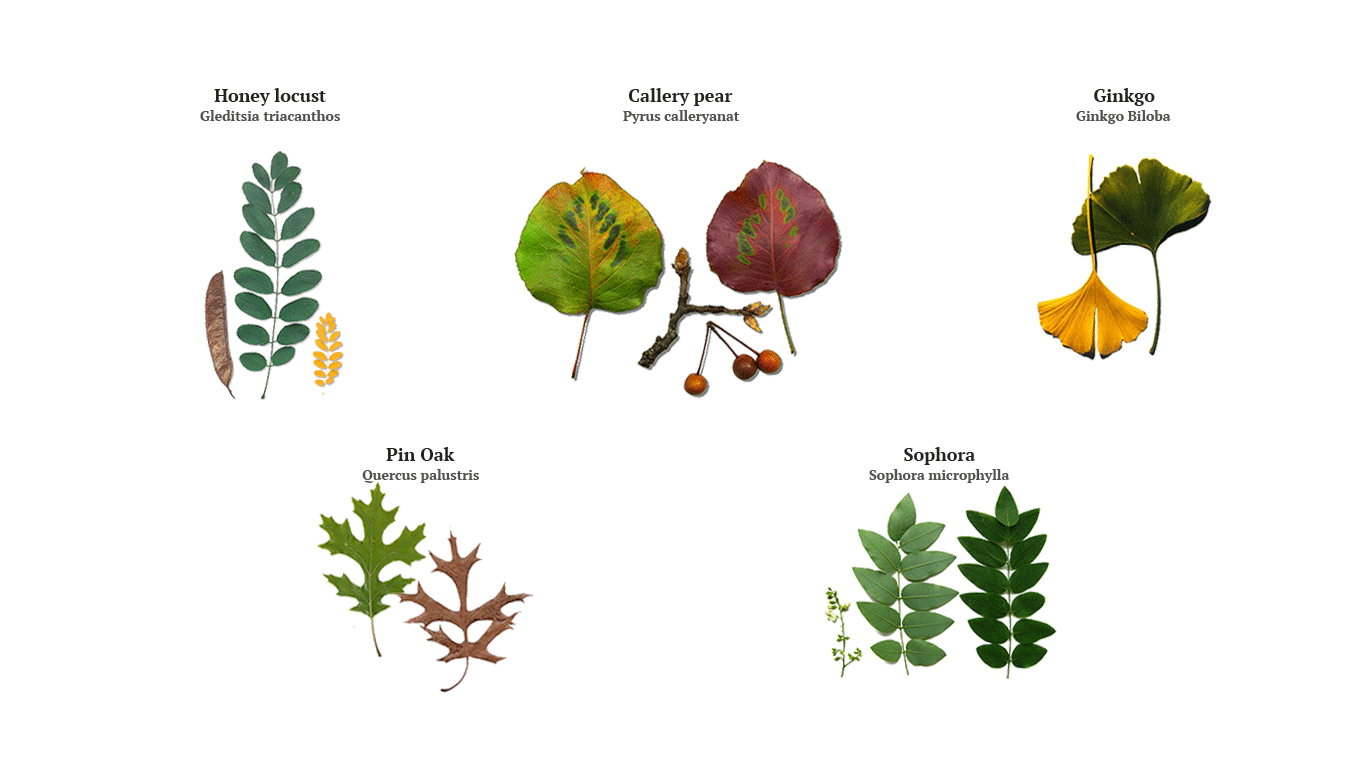 Honey locust
Gleditsia triacanthos
Callery pear
Pyrus calleryanat
Ginkgo
Ginkgo Biloba
Pin Oak
Quercus palustris
Sophora
Sophora microphylla